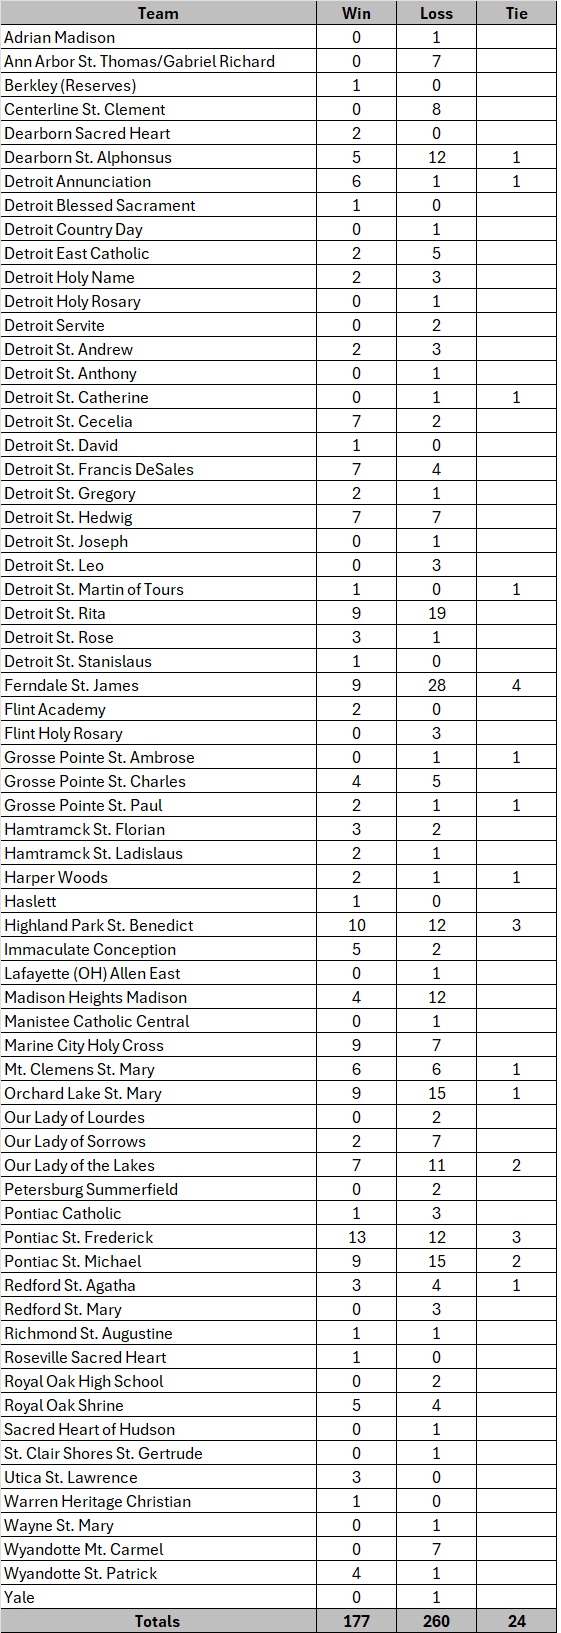 Team Win Loss Tie
Adrian Madison 0 1
Ann Arbor St. Thomas/Gabriel Richard 0 7
Berkley (Reserves) 1 0
Centerline St. Clement 0 8
Dearborn Sacred Heart 2 0
Dearborn St. Alphonsus 5 12 1
Detroit Annunciation 6 1 1
Detroit Blessed Sacrament 1 0
Detroit Country Day 0 1
Detroit East Catholic 2 5
Detroit Holy Name 2 3
Detroit Holy Rosary 0 1
Detroit Servite 0 2
Detroit St. Andrew 2 3
Detroit St. Anthony 0 1
Detroit St. Catherine 0 1 1
Detroit St. Cecelia 7 2
Detroit St. David 1 0
Detroit St. Francis DeSales 7 4
Detroit St. Gregory 2 1
Detroit St. Hedwig 7 7
Detroit St. Joseph 0 1
Detroit St. Leo 0 3
Detroit St. Martin of Tours 1 0 1
Detroit St. Rita 9 19
Detroit St. Rose 3 1
Detroit St. Stanislaus 1 0
Ferndale St. James 9 28 4
Flint Academy 2 0
Flint Holy Rosary 0 3
Grosse Pointe St. Ambrose 0 1 1
Grosse Pointe St. Charles 4 5
Grosse Pointe St. Paul 2 1 1
Hamtramck St. Florian 3 2
Hamtramck St. Ladislaus 2 1
Harper Woods 2 1 1
Haslett 1 0
Highland Park St. Benedict 10 12 3
Immaculate Conception 5 2
Lafayette (OH) Allen East 0 1
Madison Heights Madison 4 12
Manistee Catholic Central 0 1
Marine City Holy Cross 9 7
Mt. Clemens St. Mary 6 6 1
Orchard Lake St. Mary 9 15 1
Our Lady of Lourdes 0 2
Our Lady of Sorrows 2 7
Our Lady of the Lakes 7 11 2
Petersburg Summerfield 0 2
Pontiac Catholic 1 3
Pontiac St. Frederick 13 12 3
Pontiac St. Michael 9 15 2
Redford St. Agatha 3 4 1
Redford St. Mary 0 3
Richmond St. Augustine 1 1
Roseville Sacred Heart 1 0
Royal Oak High School 0 2
Royal Oak Shrine 5 4
Sacred Heart of Hudson 0 1
St. Clair Shores St. Gertrude 0 1
Utica St. Lawrence 3 0
Warren Heritage Christian 1 0
Wayne St. Mary 0 1
Wyandotte Mt. Carmel 0 7
Wyandotte St. Patrick 4 1
Yale 0 1
Totals 177 260 24